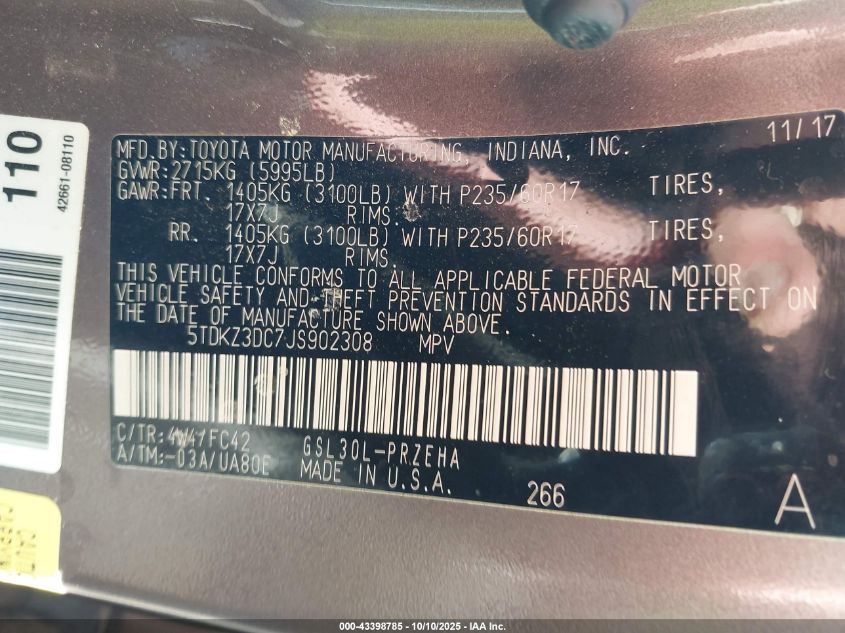 110
42661-08110
11/17
MFD.BY:TOYOTA MOTOR MANUFACTURING, INDIANA, INC.
GVWR:2715KG (5995LB)
GAWR:FRT. 1405KG (3100LB) WITH P235/60R17 TIRES,
17X7J RIMS.
RR. 1405KG (3100LB) WITH P235/60R17 TIRES,
17X7J RIMS.
THIS VEHICLE CONFORMS TO ALL APPLICABLE FEDERAL MOTOR
VEHICLE SAFETY AND THEFT PREVENTION STANDARDS IN EFFECT ON
THE DATE OF MANUFACTURE SHOWN ABOVE.
5TDKZ3DC7JS902308 MPV
C/TR: /FC42 GSL30L-PRZEHA
A/TM:-03A/UA80E MADE IN U.S.A.
266
A
000-43398785 - 10/10/2025 - IAA Inc.